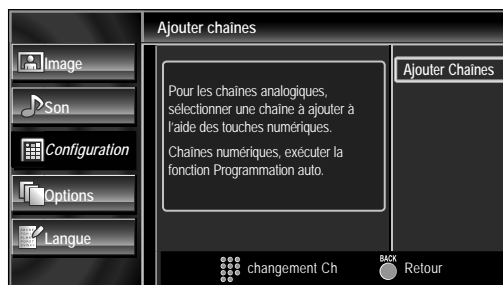 Ajouter chaînes
Image
Son
Configuration
Options
Langue
Pour les chaînes analogiques,
sélectionner une chaîne à ajouter à
l'aide des touches numériques.
Chaînes numériques, exécuter la
fonction Programmation auto.
Ajouter Chaînes
changement Ch
BACK
Retour